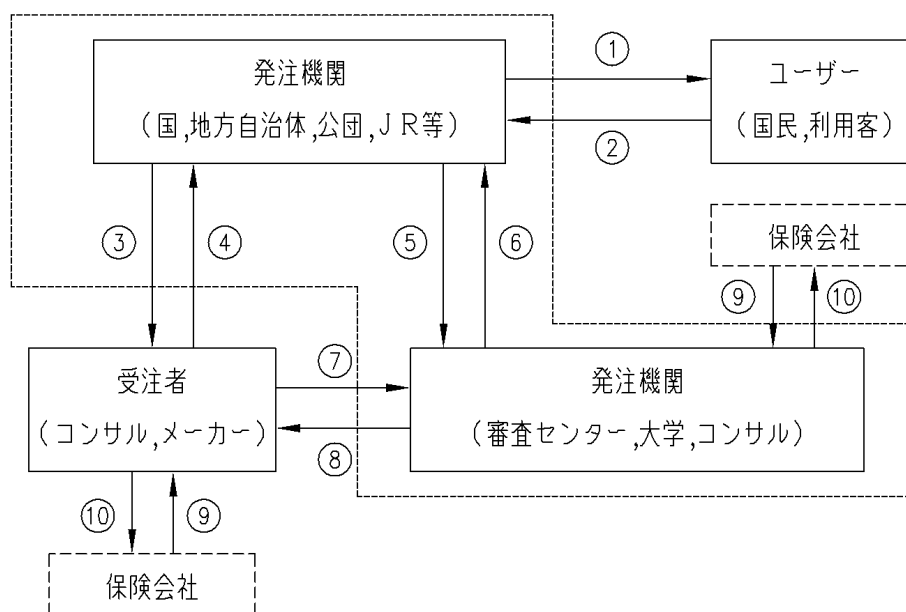 発注機関
(国,地方自治体,公団,JR等)
①
ユーザー
(国民,利用客)
②
③
④
⑤
⑥
保険会社
⑨
⑩
受注者
(コンサル,メーカー)
⑦
発注機関
(審査センター,大学,コンサル)
⑧
⑩
⑨
保険会社